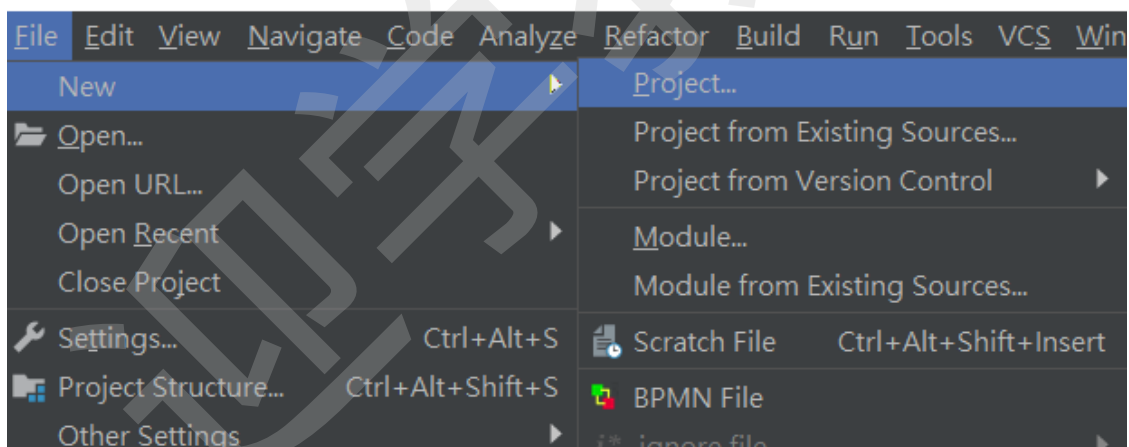 File Edit View Navigate Code Analyze Refactor Build Run Tools VCS Win
New
Open...
Open URL...
Open Recent
Close Project
Settings... Ctrl+Alt+S
Project Structure... Ctrl+Alt+Shift+S
Other Settings
Project...
Project from Existing Sources...
Project from Version Control
Module...
Module from Existing Sources...
Scratch File Ctrl+Alt+Shift+Insert
BPMN File
ignore file